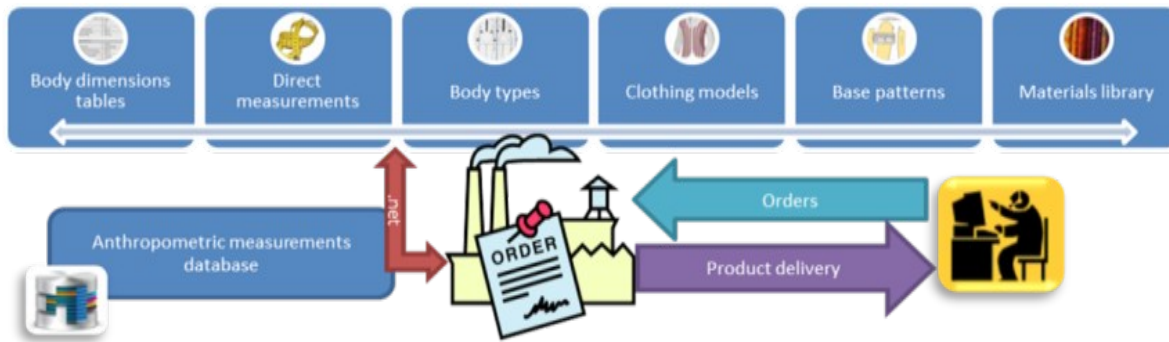 Body dimensions
tables
Direct
measurements
Body types
Clothing models
Base patterns
Materials library
.net
Anthropometric measurements
database
ORDER
Orders
Product delivery